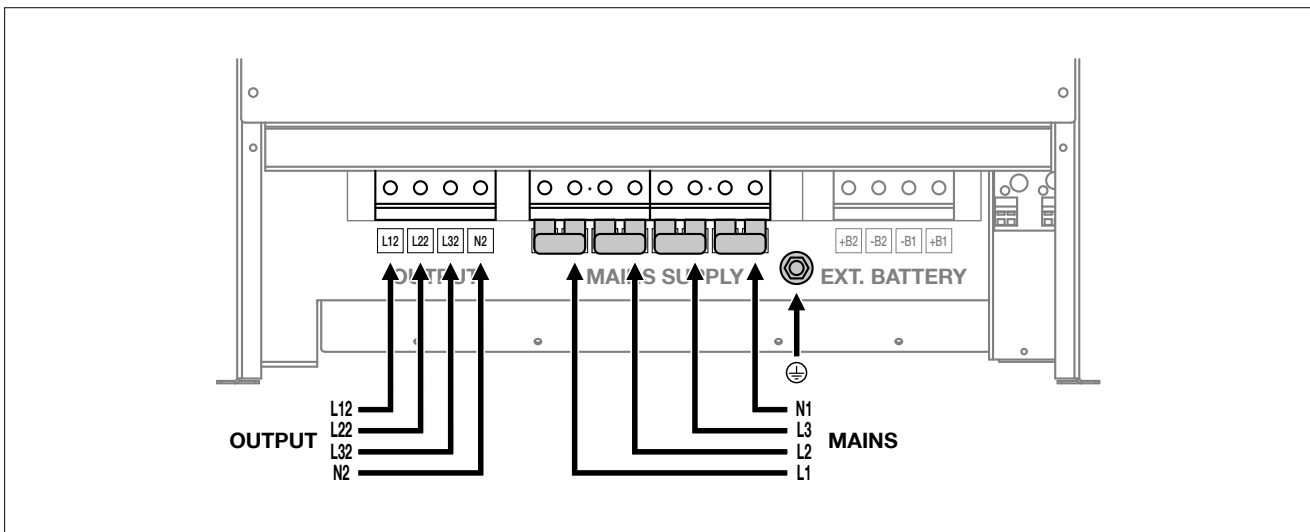 L12 L22 L32 N2 +B2 -B2 -B1 +B1
OUTPUT MAINS SUPPLY EXT. BATTERY
OUTPUT
L12
L22
L32
N2
N1
L3
L2
L1
MAINS